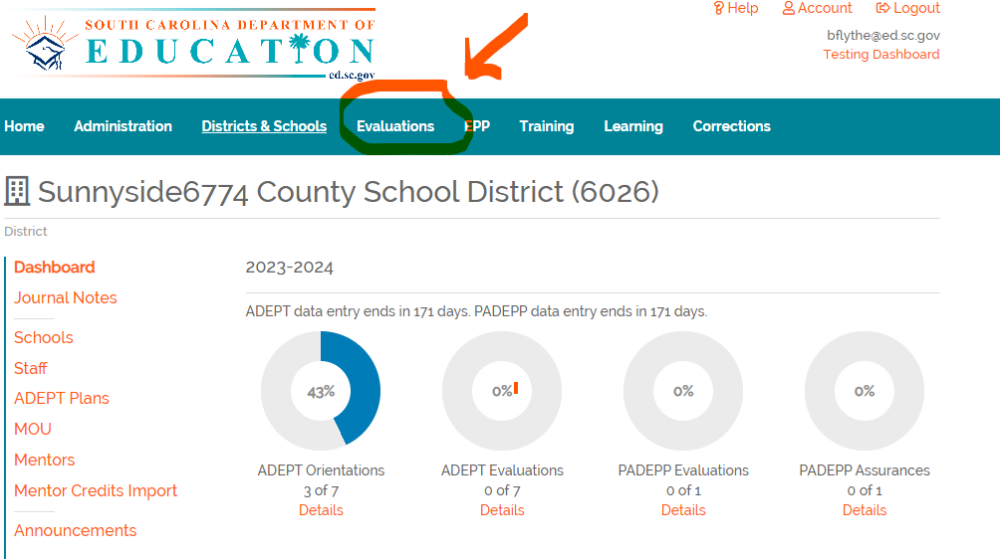 SOUTH CAROLINA DEPARTMENT OF
EDUCATION
ed.sc.gov
Help Account Logout
bflythe@ed.sc.gov
Testing Dashboard
Home Administration Districts & Schools Evaluations EPP Training Learning Corrections
Sunnyside6774 County School District (6026)
District
Dashboard
Journal Notes
Schools
Staff
ADEPT Plans
MOU
Mentors
Mentor Credits Import
Announcements
2023-2024
ADEPT data entry ends in 171 days. PADEPP data entry ends in 171 days.
43% 0% 0% 0%
ADEPT Orientations ADEPT Evaluations PADEPP Evaluations PADEPP Assurances
3 of 7 0 of 7 0 of 1 0 of 1
Details Details Details Details